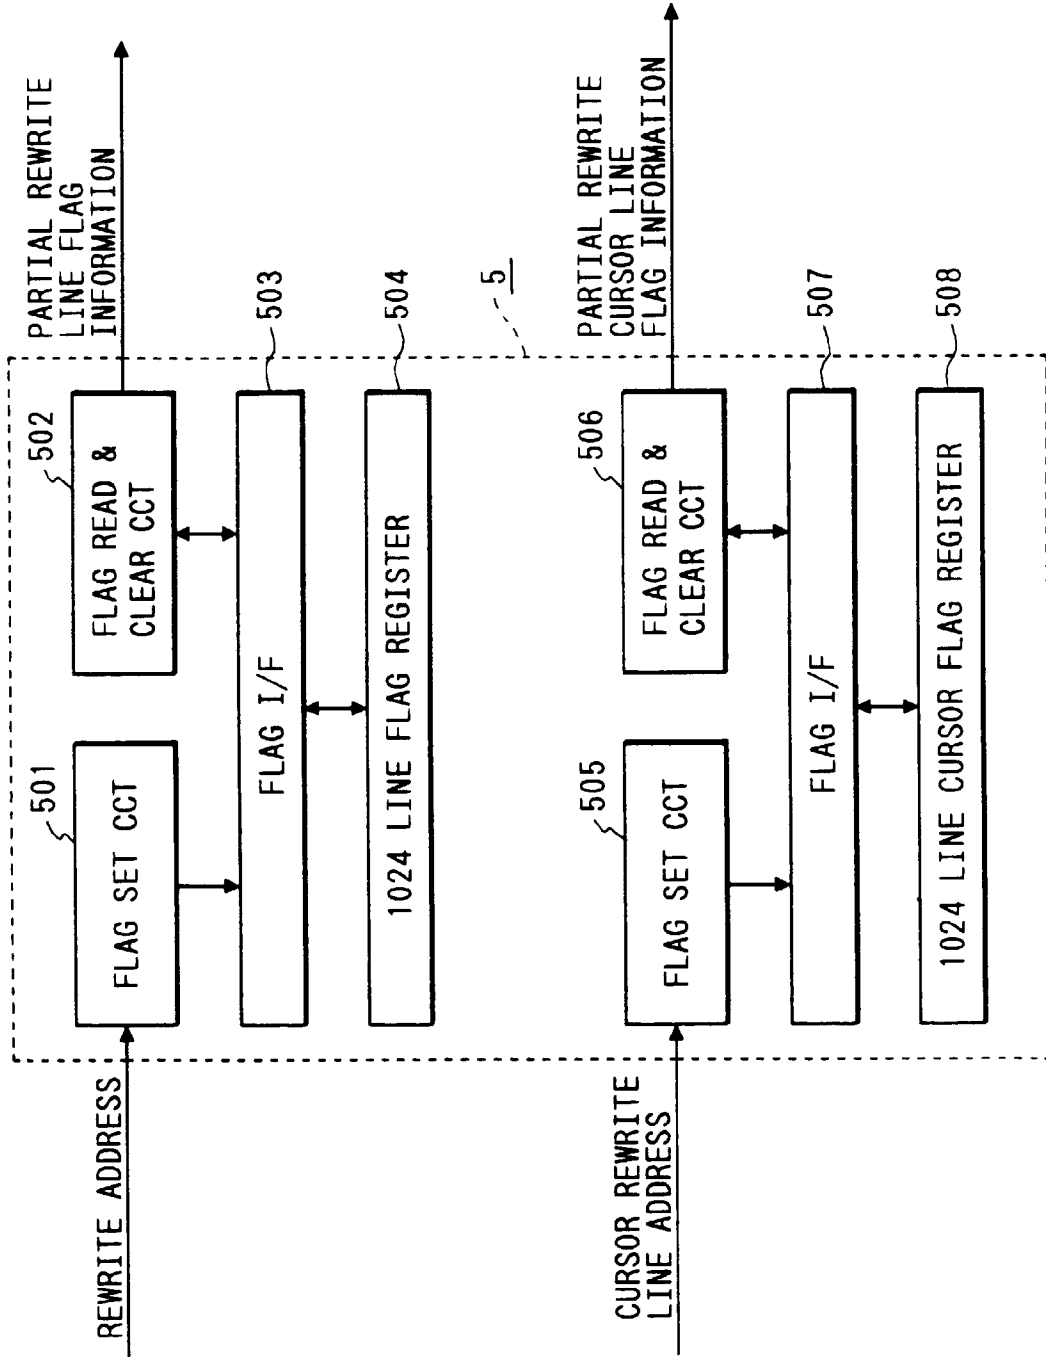 REWRITE ADDRESS
501
FLAG SET CCT
502
FLAG READ &
CLEAR CCT
PARTIAL REWRITE
LINE FLAG
INFORMATION
FLAG I/F
503
1024 LINE FLAG REGISTER
504
5
CURSOR REWRITE
LINE ADDRESS
505
FLAG SET CCT
506
FLAG READ &
CLEAR CCT
PARTIAL REWRITE
CURSOR LINE
FLAG INFORMATION
FLAG I/F
507
1024 LINE CURSOR FLAG REGISTER
508